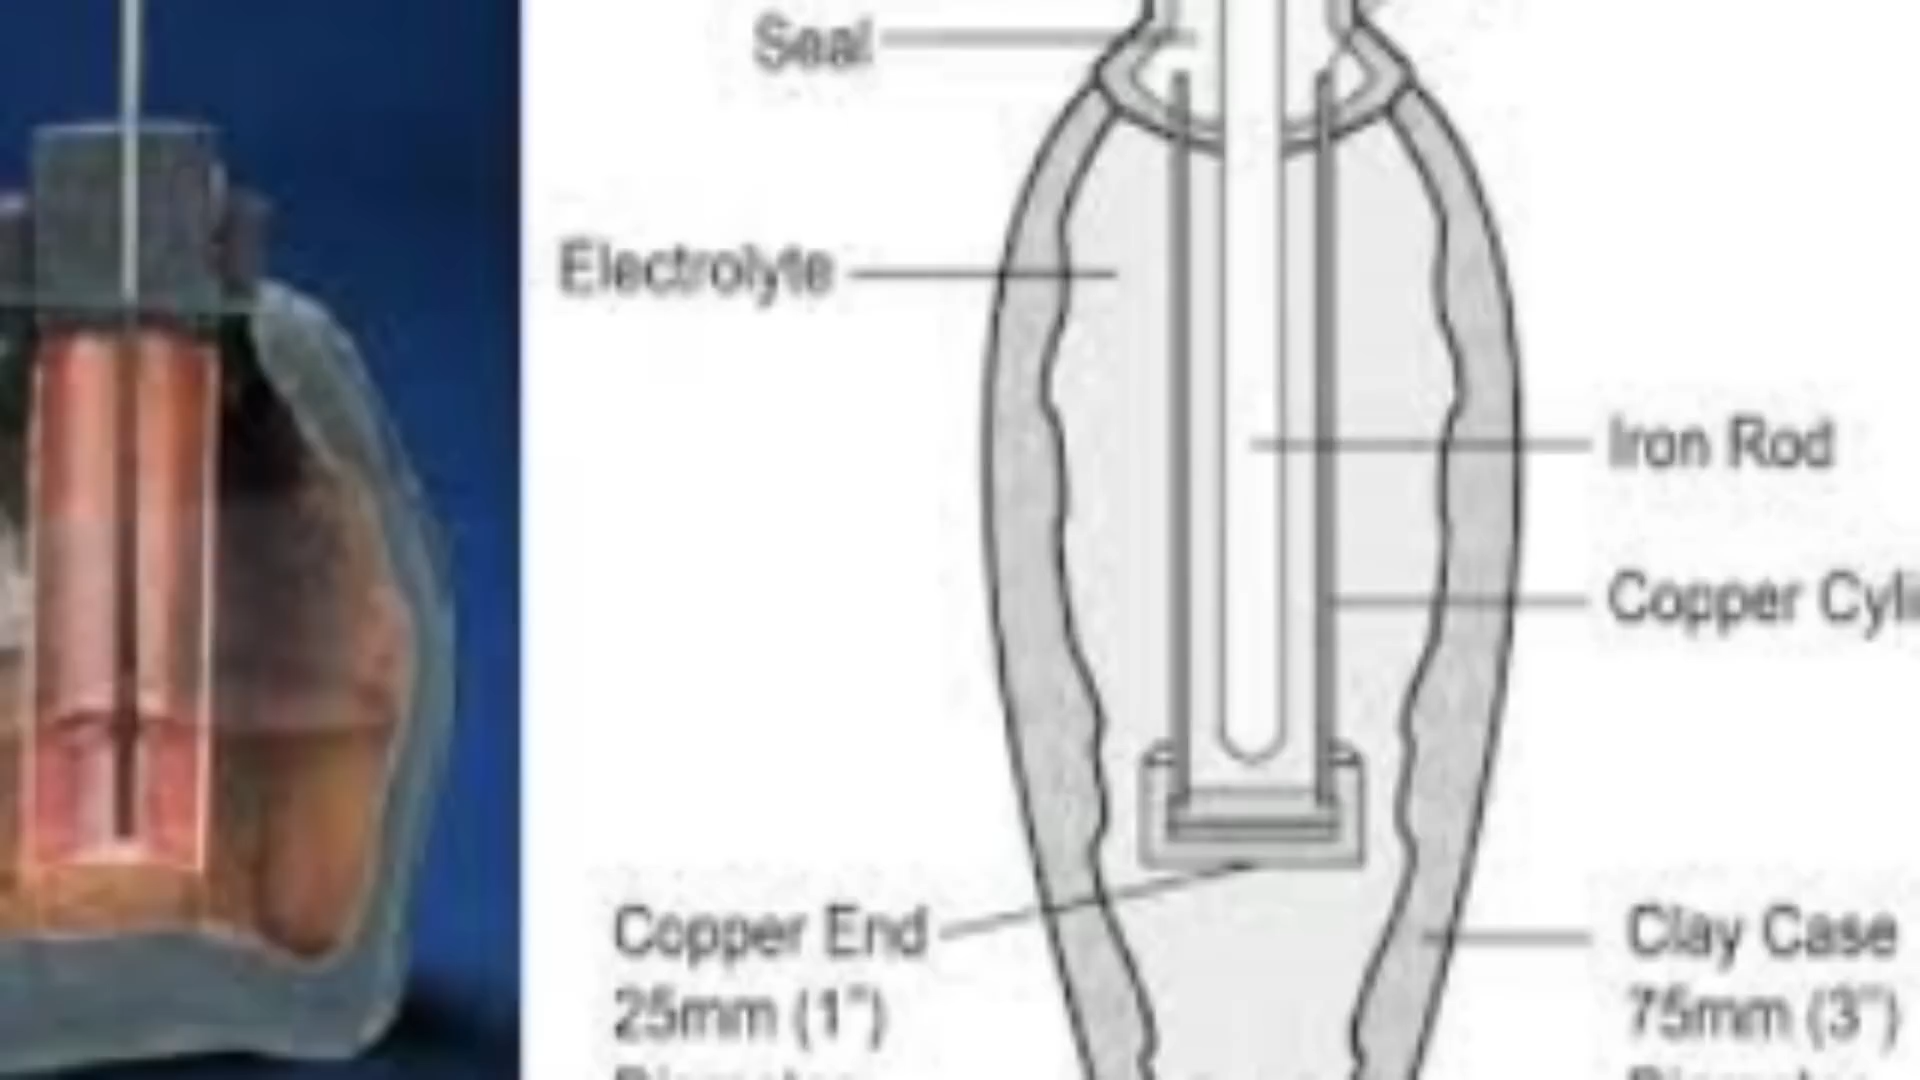 Seal
Electrolyte
Iron Rod
Copper Cyli
Copper End
25mm (1")
Clay Case
75mm (3")